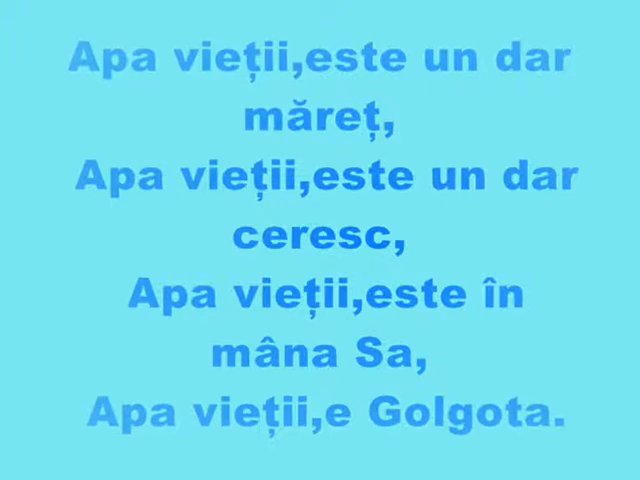 Apa vieții,este un dar
măreț,
Apa vieții,este un dar
ceresc,
Apa vieții,este în
mâna Sa,
Apa vieții,e Golgota.